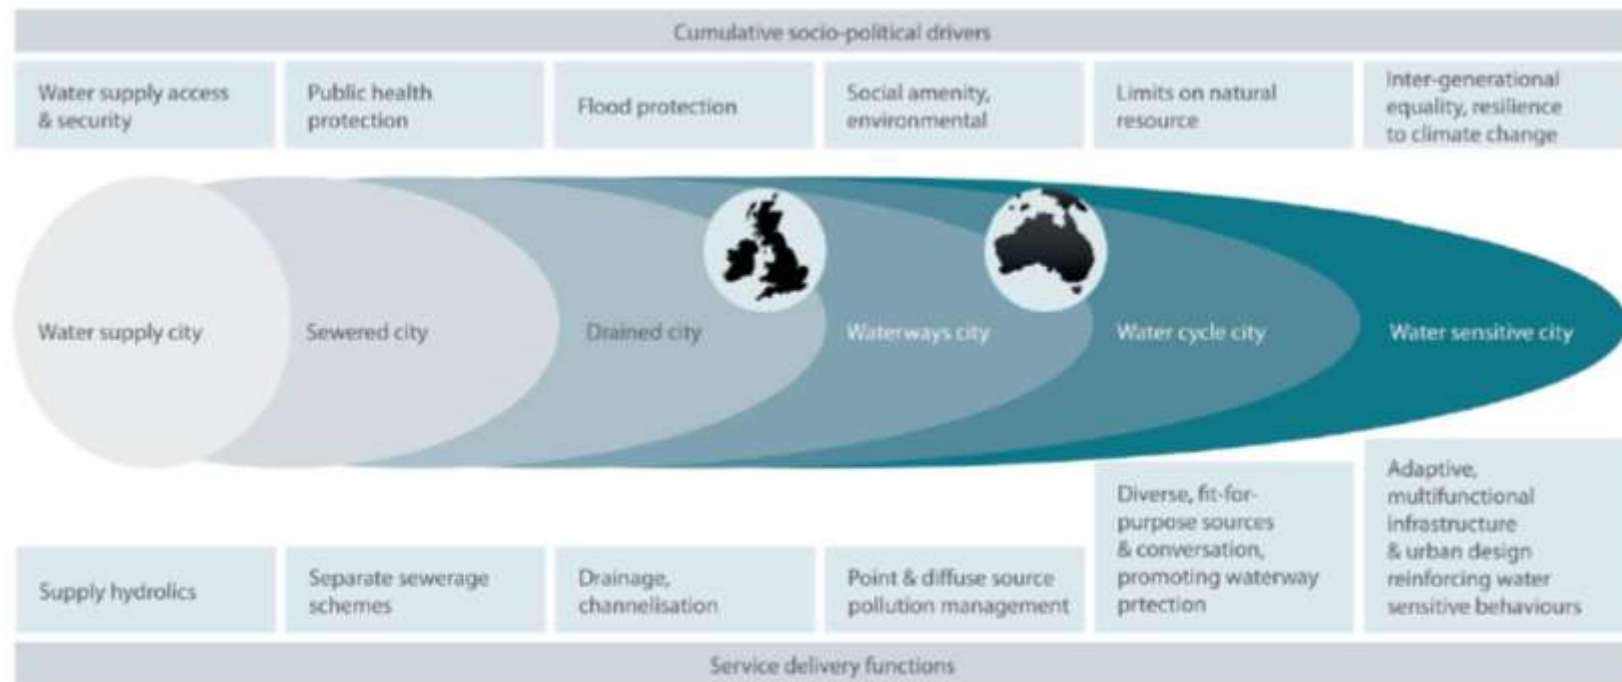 Cumulative socio-political drivers
Water supply access
& security
Public health
protection
Flood protection
Social amenity,
environmental
Limits on natural
resource
Inter-generational
equality, resilience
to climate change
Water supply city
Sewered city
Drained city
Waterways city
Water cycle city
Water sensitive city
Supply hydrolics
Separate sewerage
schemes
Drainage,
channelisation
Point & diffuse source
pollution management
Diverse, fit-for-
purpose sources
& conversation,
promoting waterway
prtection
Adaptive,
multifunctional
infrastructure
& urban design
reinforcing water
sensitive behaviours
Service delivery functions